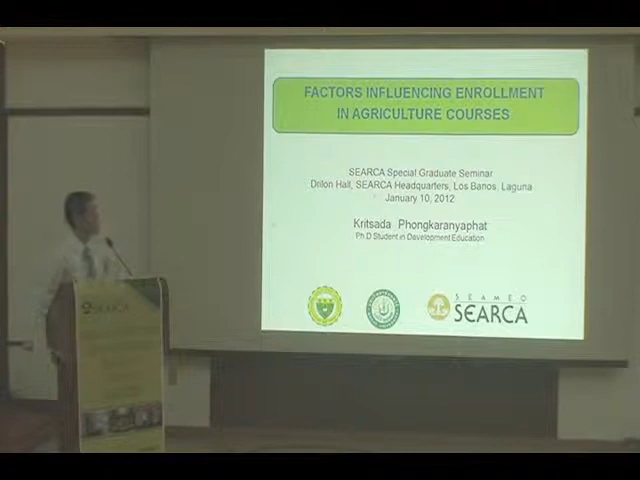 FACTORS INFLUENCING ENROLLMENT
IN AGRICULTURE COURSES
SEARCA Special Graduate Seminar
Drilon Hall, SEARCA Headquarters, Los Banos, Laguna
January 10, 2012
Kritsada Phongkaranyaphat
Ph D Student in Development Education
SEAMEO
SEARCA
SEARCA